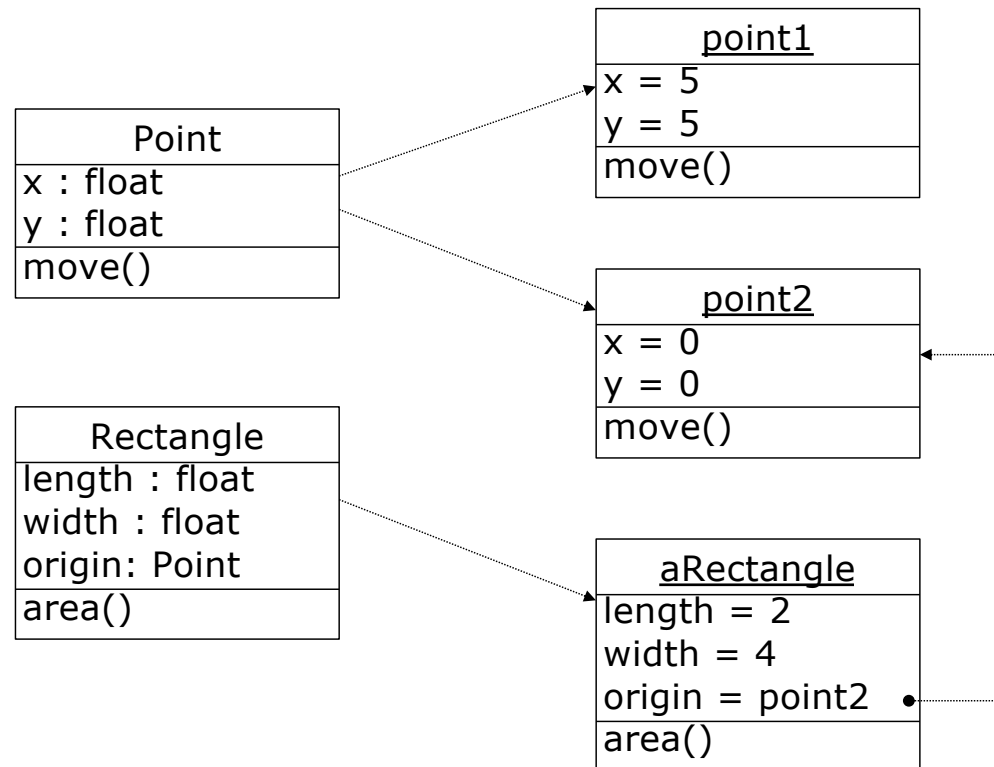 Point
x : float
y : float
move()
Rectangle
length : float
width : float
origin: Point
area()
point1
x = 5
y = 5
move()
point2
x = 0
y = 0
move()
aRectangle
length = 2
width = 4
origin = point2
area()